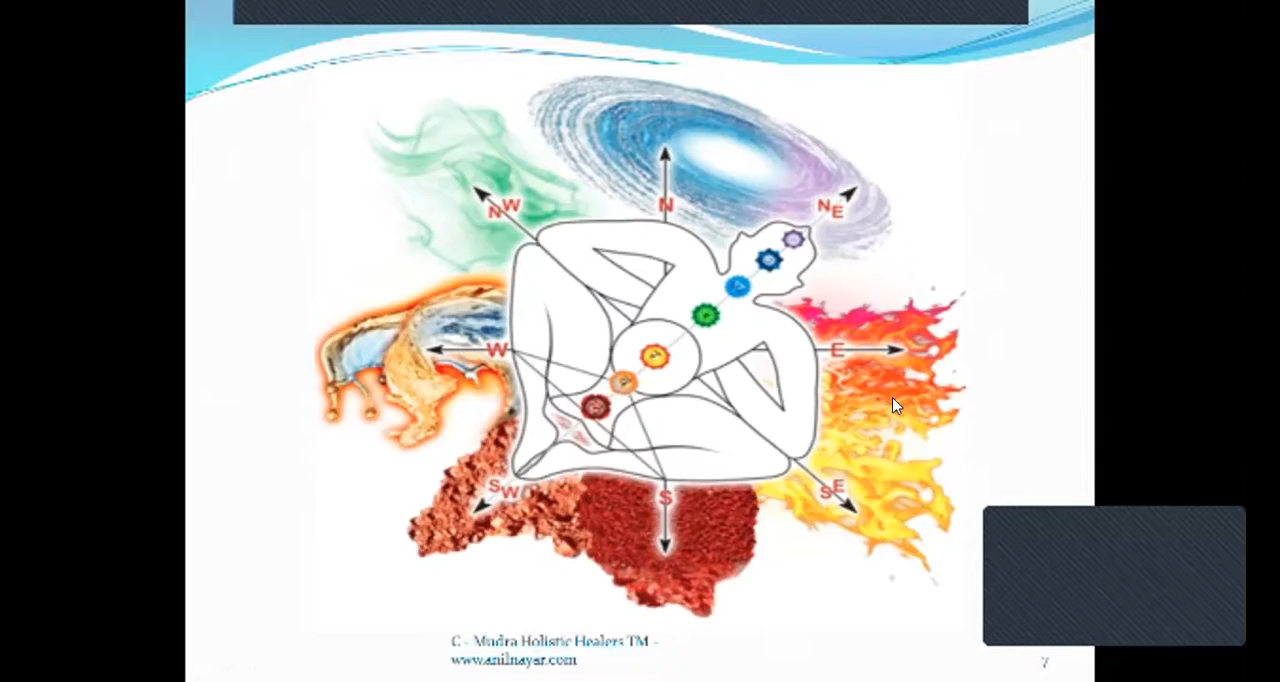 N
NW
NE
W
E
SW
S
SE
C - Mudra Holistic Healers TM -
www.anilnayar.com
7